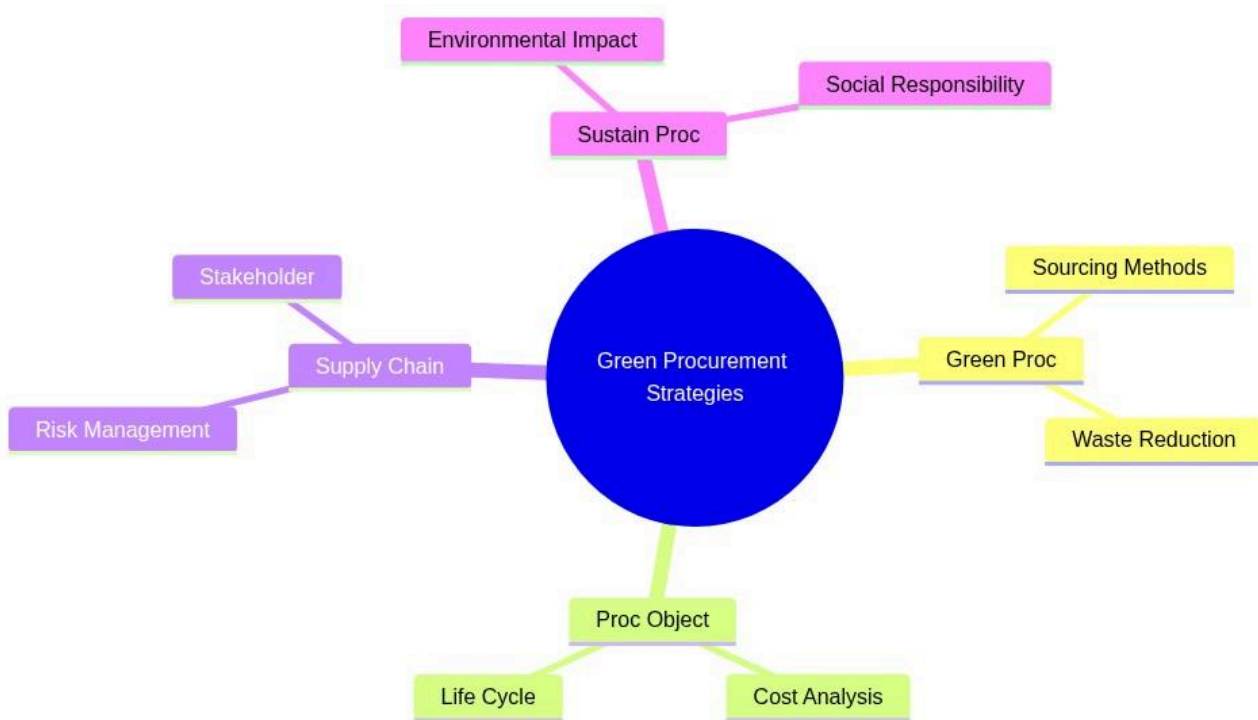 Environmental Impact
Social Responsibility
Sustain Proc
Stakeholder
Sourcing Methods
Supply Chain
Green Procurement
Strategies
Green Proc
Risk Management
Waste Reduction
Proc Object
Life Cycle
Cost Analysis